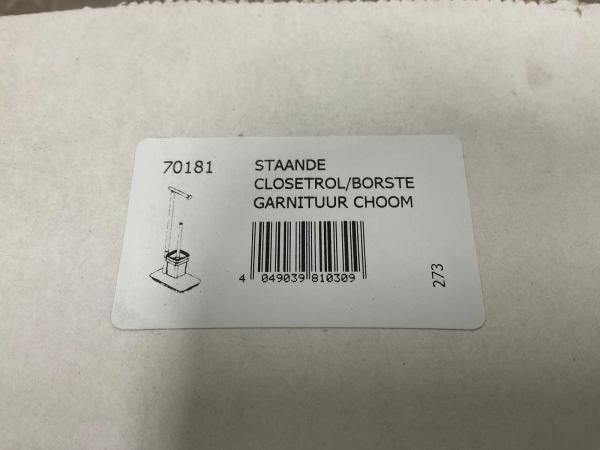 70181
STAANDE
CLOSETROL/BORSTE
GARNITUUR CHOOM
4 049039 810309
273